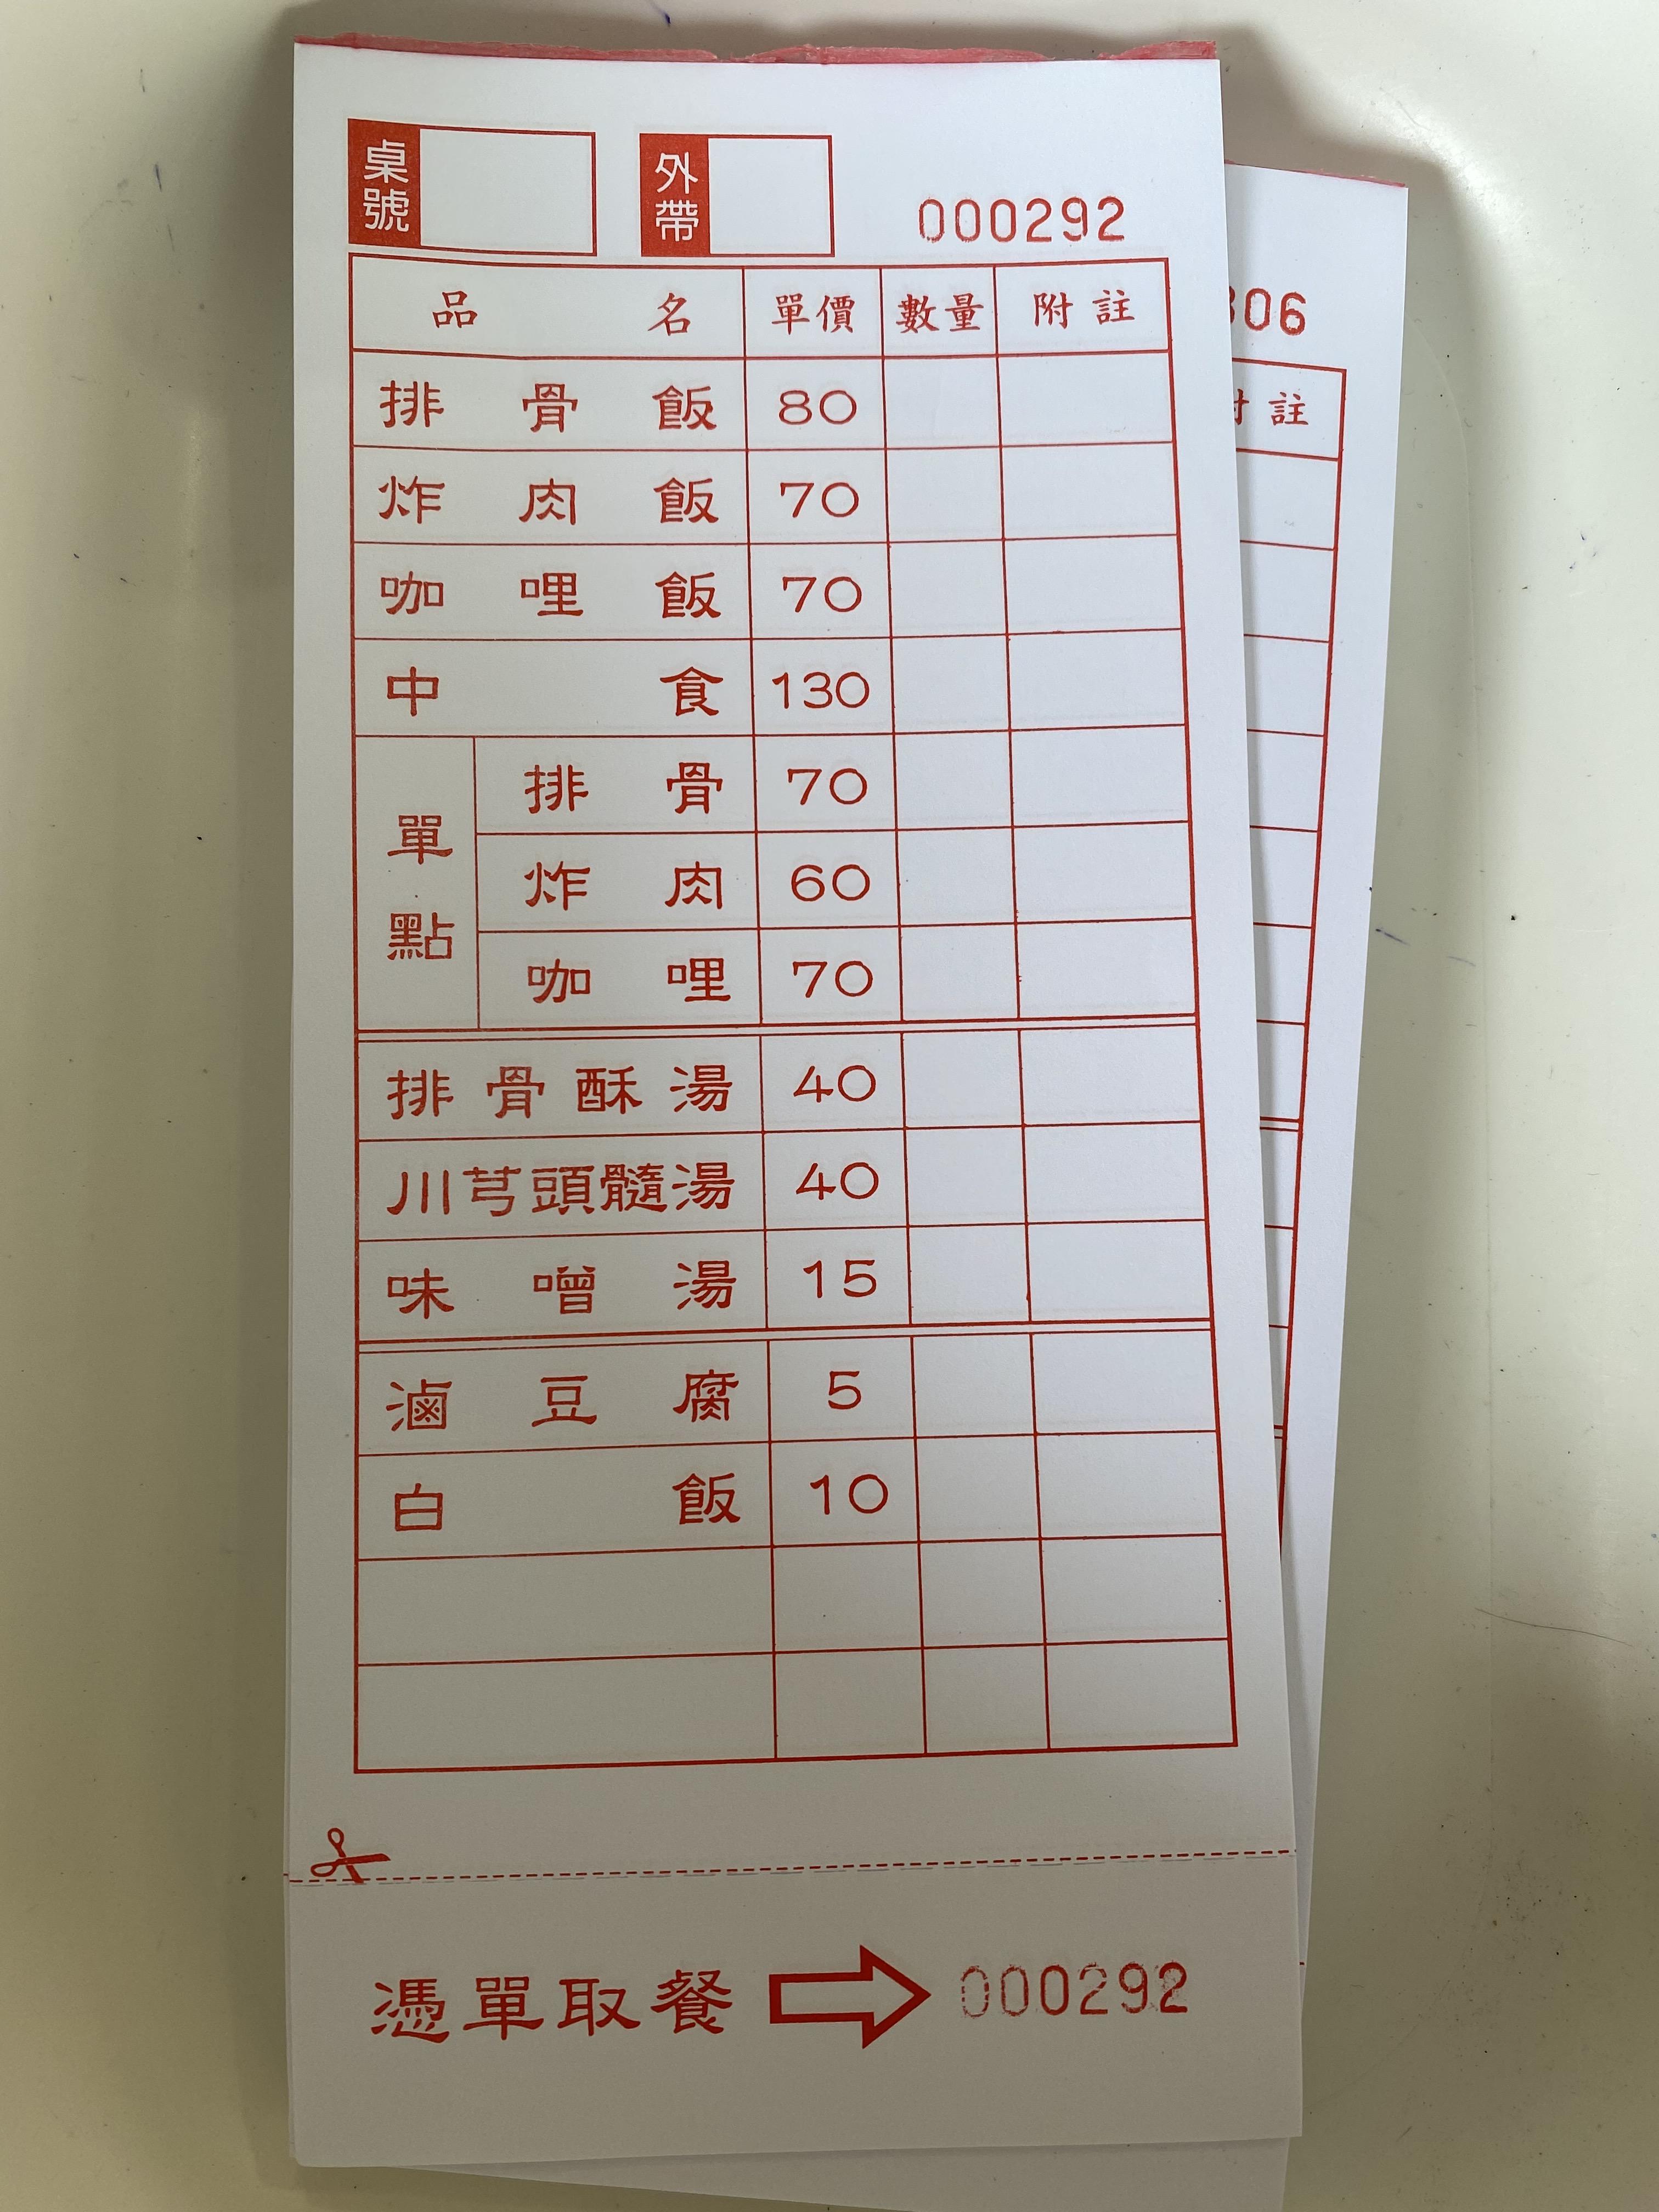 桌號 外帶 000292
品名 單價 數量 附註
排骨飯 80
炸肉飯 70
咖哩飯 70
中食 130
單點
排骨 70
炸肉 60
咖哩 70
排骨酥湯 40
川芎頭髓湯 40
味噌湯 15
滷豆腐 5
白飯 10
憑單取餐 000292
306
附註